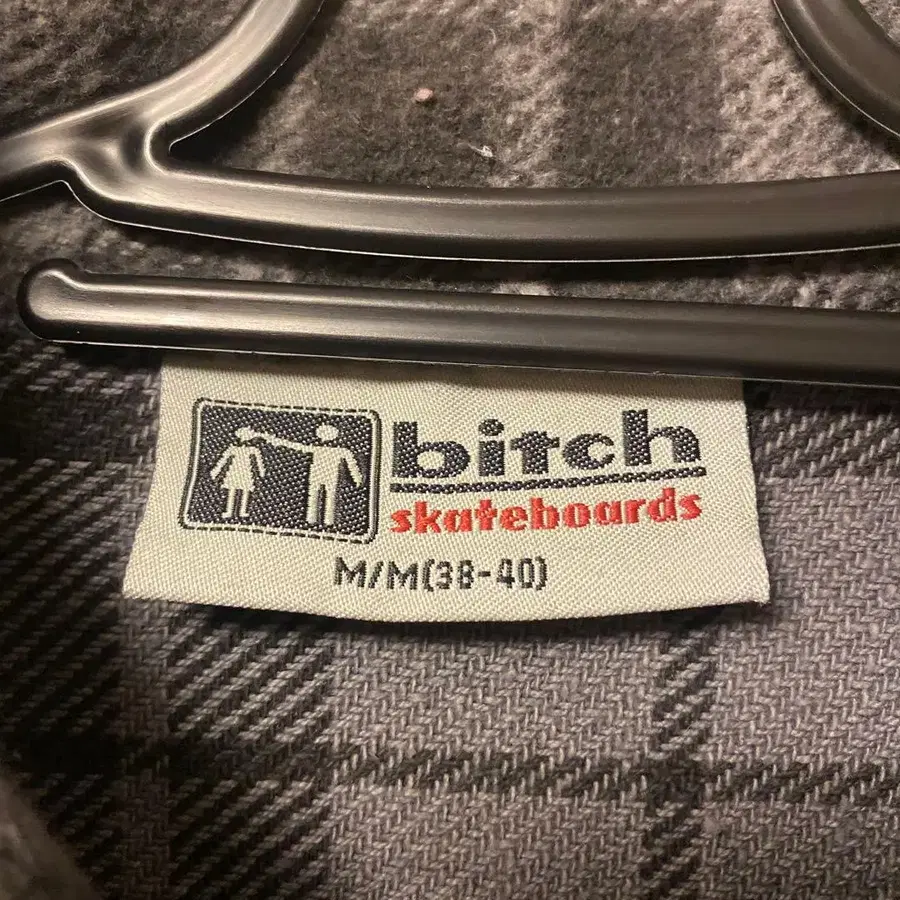 bitch
skateboards
M/M(38-40)